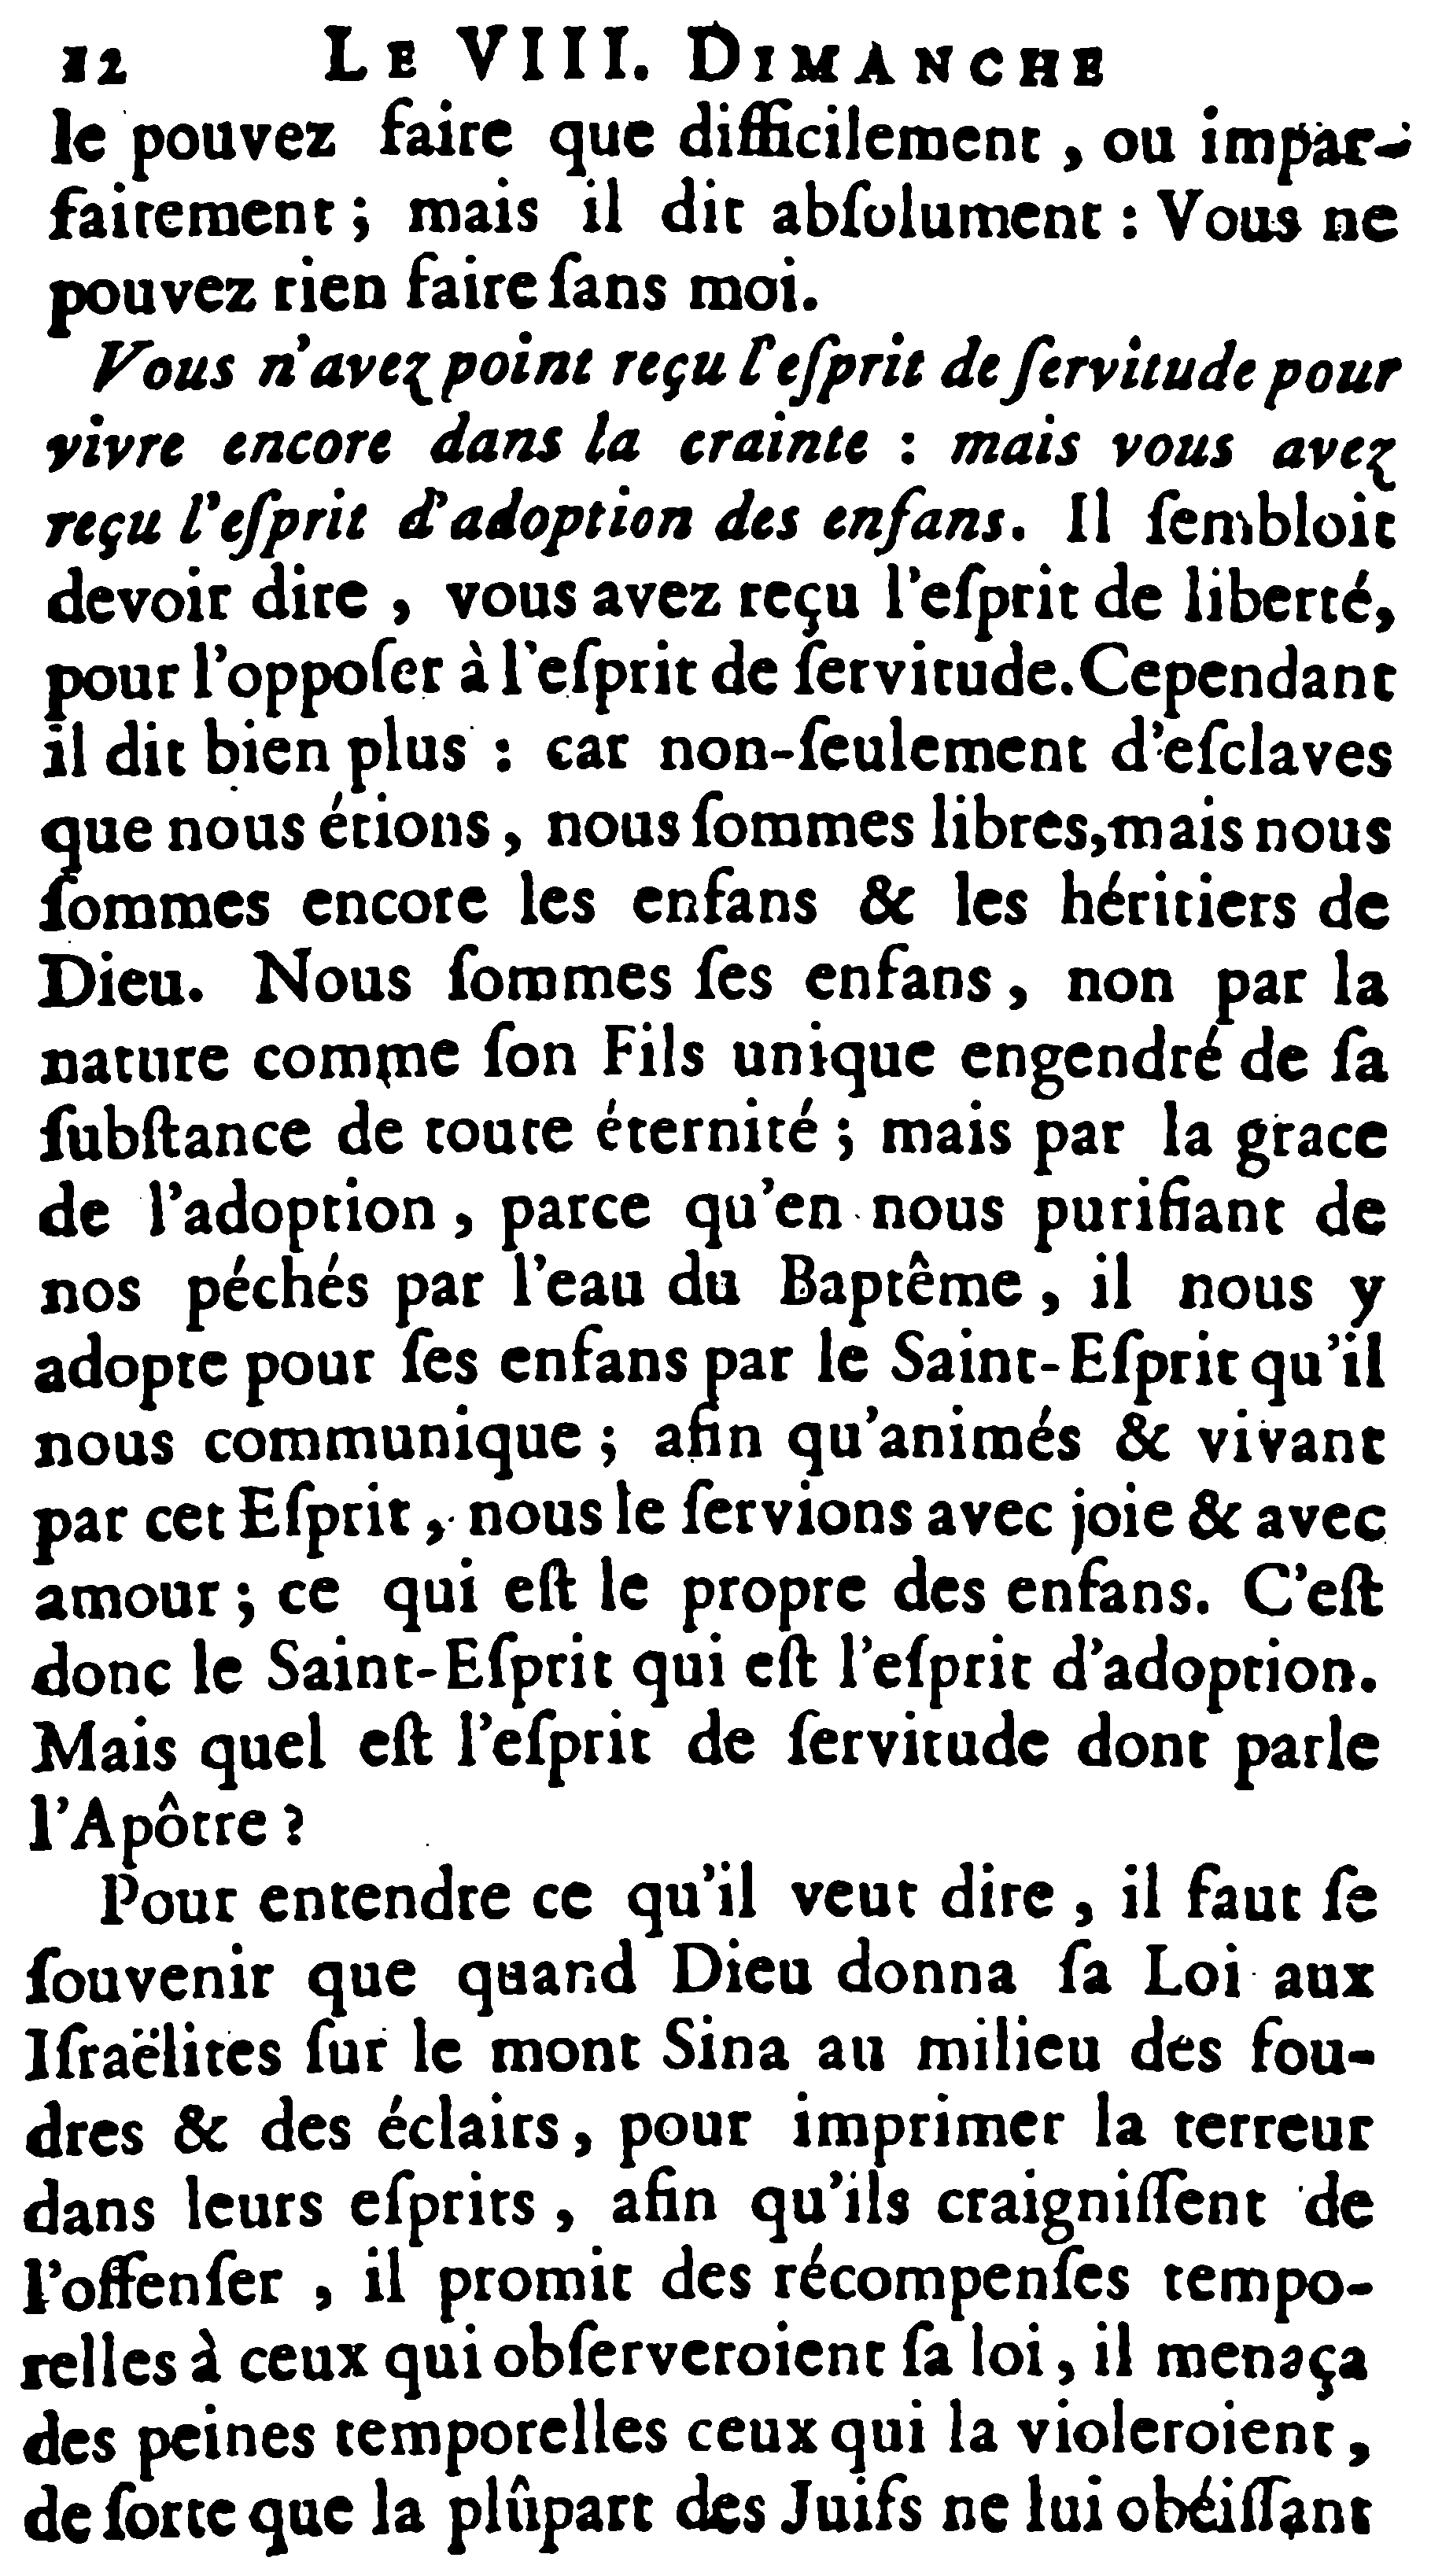 12 LE VIII. DIMANCHE
le pouvez faire que difficilement, ou impar-
faitement; mais il dit abſolument: Vous ne
pouvez rien faire ſans moi.
Vous n'avez point reçu l'eſprit de ſervitude pour
vivre encore dans la crainte: mais vous avez
reçu l'eſprit d'adoption des enfans. Il ſembloit
devoir dire, vous avez reçu l'eſprit de liberté,
pour l'oppoſer à l'eſprit de ſervitude. Cependant
il dit bien plus: car non-ſeulement d'eſclaves
que nous étions, nous ſommes libres, mais nous
ſommes encore les enfans & les héritiers de
Dieu. Nous ſommes ſes enfans, non par la
nature comme ſon Fils unique engendré de ſa
ſubſtance de toute éternité; mais par la grace
de l'adoption, parce qu'en nous purifiant de
nos péchés par l'eau du Baptême, il nous y
adopte pour ſes enfans par le Saint-Eſprit qu'il
nous communique; afin qu'animés & vivant
par cet Eſprit, nous le ſervions avec joie & avec
amour; ce qui eſt le propre des enfans. C'eſt
donc le Saint-Eſprit qui eſt l'eſprit d'adoption.
Mais quel eſt l'eſprit de ſervitude dont parle
l'Apôtre?
Pour entendre ce qu'il veut dire, il faut ſe
ſouvenir que quand Dieu donna ſa Loi aux
Iſraëlites ſur le mont Sina au milieu des fou-
dres & des éclairs, pour imprimer la terreur
dans leurs eſprits, afin qu'ils craigniſſent de
l'offenſer, il promit des récompenſes tempo-
relles à ceux qui obſerveroient ſa loi, il menaça
des peines temporelles ceux qui la violeroient,
de ſorte que la plûpart des Juifs ne lui obéiſſant